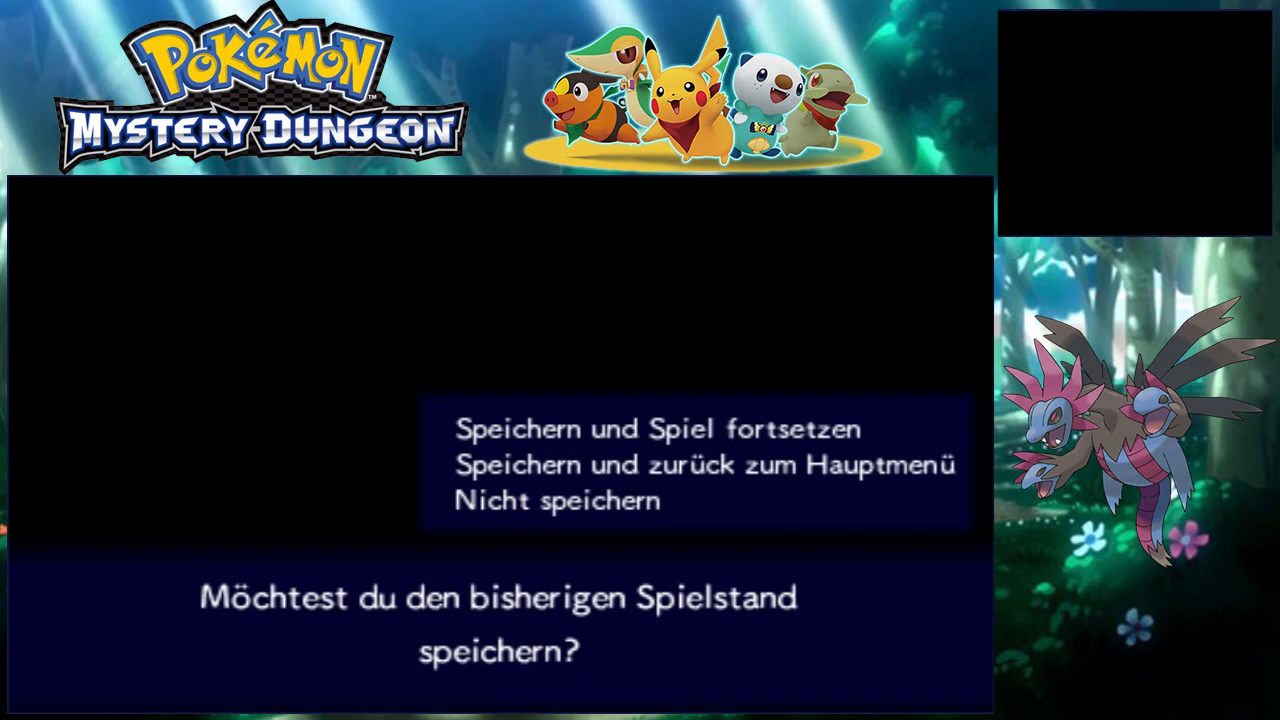 POKÉMON
MYSTERY DUNGEON
Speichern und Spiel fortsetzen
Speichern und zurück zum Hauptmenü
Nicht speichern
Möchtest du den bisherigen Spielstand
speichern?